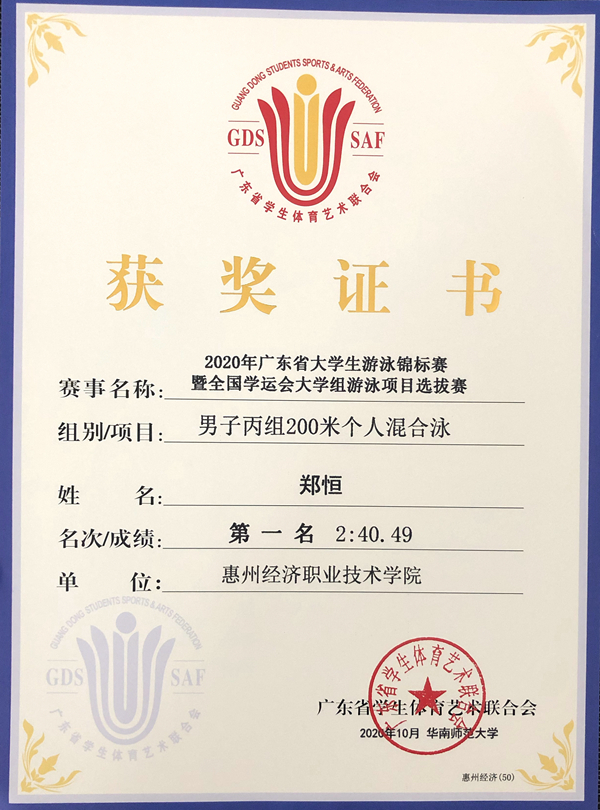 GUANG DONG STUDENTS SPORTS & ARTS FEDERATION
GDS SAF
广东省学生体育艺术联合会
获奖证书
2020年广东省大学生游泳锦标赛
赛事名称: 暨全国学运会大学组游泳项目选拔赛
组别/项目: 男子丙组200米个人混合泳
姓名: 郑恒
名次/成绩: 第一名 2:40.49
单位: 惠州经济职业技术学院
GUANG DONG STUDENTS SPORTS & ARTS FEDERATION
GDS SAF
广东省学生体育艺术联合会
广东省学生体育艺术联合会
广东省学生体育艺术联合会
2020年10月 华南师范大学
惠州经济(50)